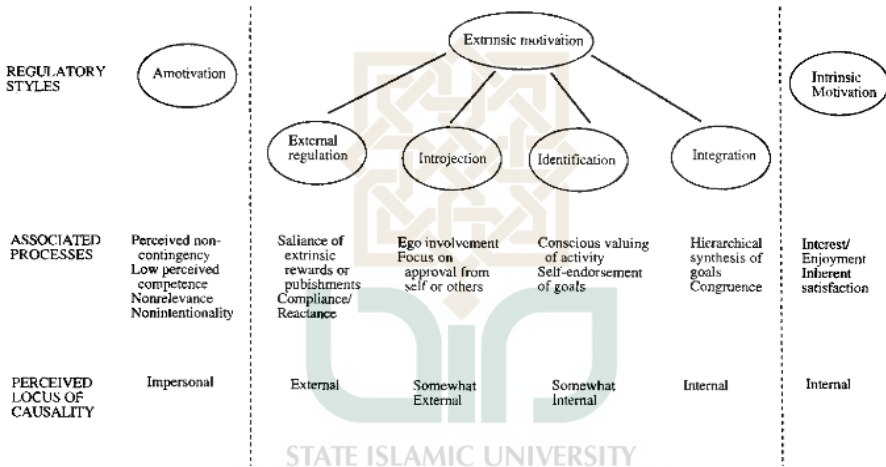 Extrinsic motivation
REGULATORY
STYLES
Amotivation
Intrinsic
Motivation
External
regulation
Introjection
Identification
Integration
ASSOCIATED
PROCESSES
Perceived non-
contingency
Low perceived
competence
Nonrelevance
Nonintentionality
Saliance of
extrinsic
rewards or
pubishments
Compliance/
Reactance
Ego involvement
Focus on
approval from
self or others
Conscious valuing
of activity
Self-endorsement
of goals
Hierarchical
synthesis of
goals
Congruence
Interest/
Enjoyment
Inherent
satisfaction
PERCEIVED
LOCUS OF
CAUSALITY
Impersonal
External
Somewhat
External
Somewhat
Internal
Internal
Internal
STATE ISLAMIC UNIVERSITY